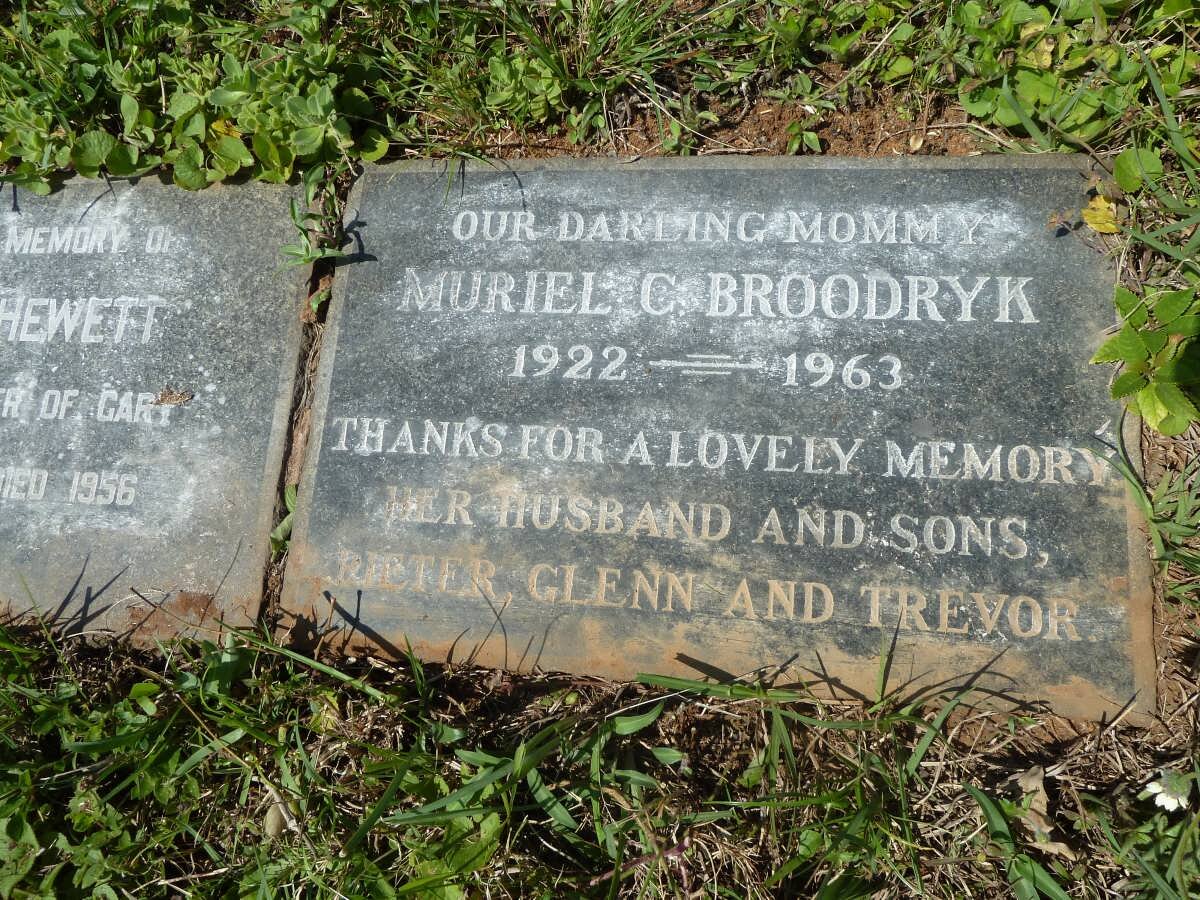 MEMORY OF
HEWETT
OF GARY
DIED 1956
OUR DARLING MOMMY
MURIEL C. BROODRYK
1922 — 1963
THANKS FOR A LOVELY MEMORY.
HER HUSBAND AND SONS,
PIETER, GLENN AND TREVOR.